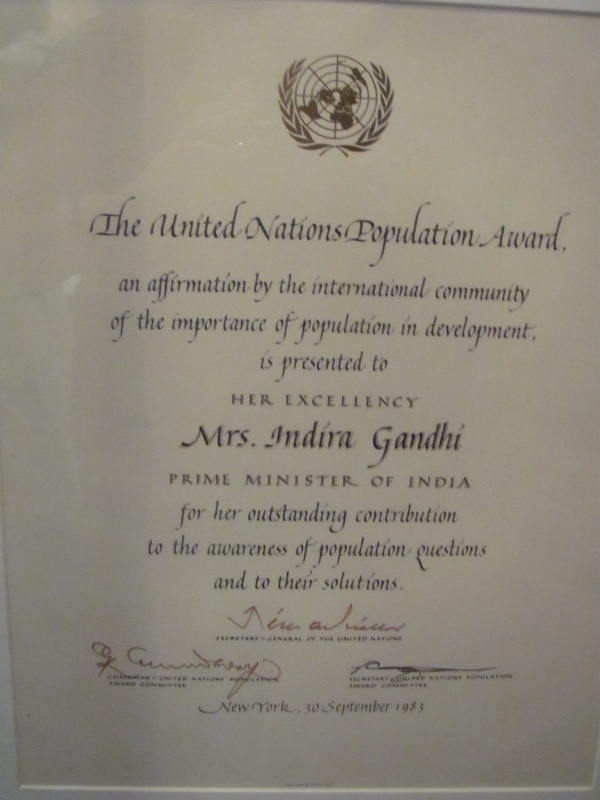 The United Nations Population Award,
an affirmation by the international community
of the importance of population in development,
is presented to
HER EXCELLENCY
Mrs. Indira Gandhi
PRIME MINISTER OF INDIA
for her outstanding contribution
to the awareness of population questions
and to their solutions.
SECRETARY-GENERAL OF THE UNITED NATIONS
CHAIRMAN-UNITED NATIONS POPULATION
AWARD COMMITTEE
SECRETARY-UNITED NATIONS POPULATION
AWARD COMMITTEE
New York, 30 September 1983